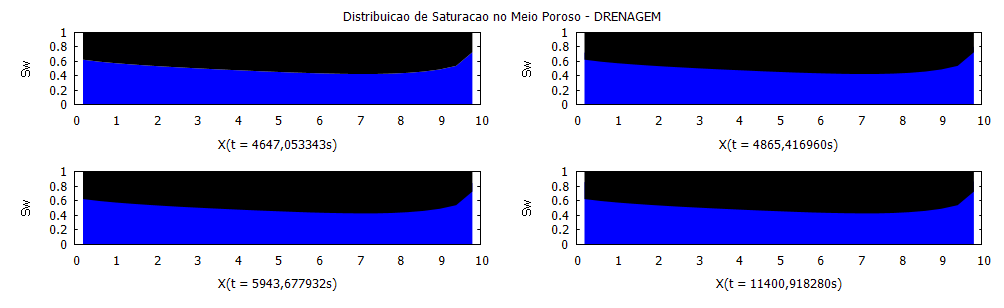 Distribuicao de Saturacao no Meio Poroso - DRENAGEM
1
0.8
0.6
0.4
0.2
0
Sw
0 1 2 3 4 5 6 7 8 9 10
X(t = 4647,053343s)
1
0.8
0.6
0.4
0.2
0
Sw
0 1 2 3 4 5 6 7 8 9 10
X(t = 4865,416960s)
1
0.8
0.6
0.4
0.2
0
Sw
0 1 2 3 4 5 6 7 8 9 10
X(t = 5943,677932s)
1
0.8
0.6
0.4
0.2
0
Sw
0 1 2 3 4 5 6 7 8 9 10
X(t = 11400,918280s)